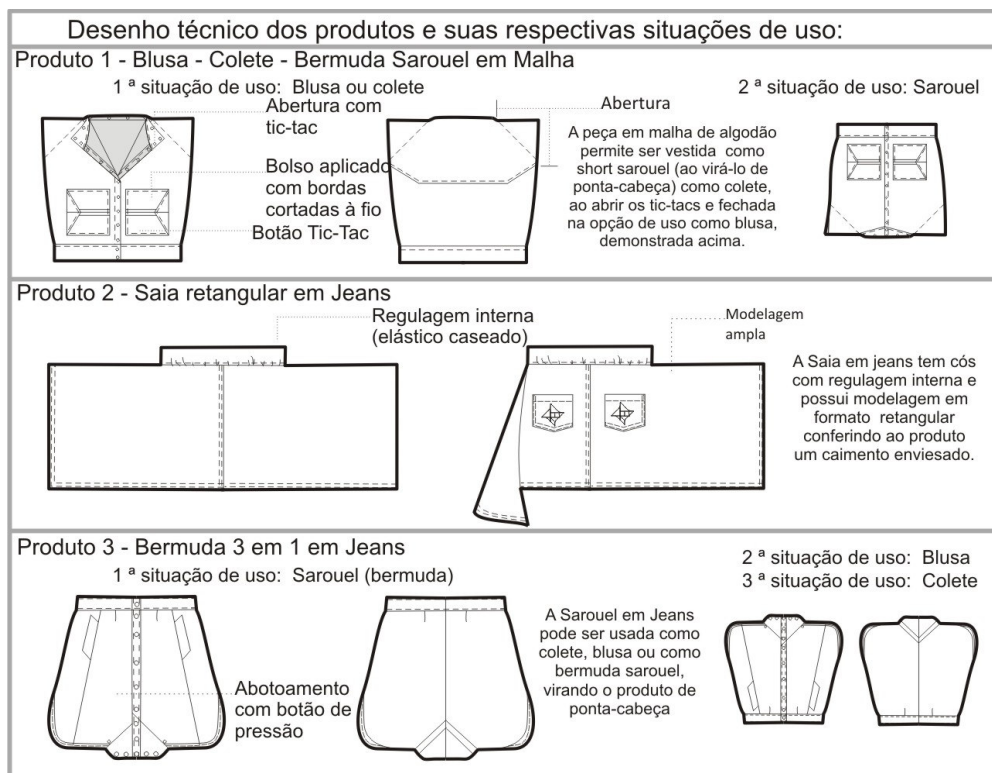 Desenho técnico dos produtos e suas respectivas situações de uso:
Produto 1 - Blusa - Colete - Bermuda Sarouel em Malha
1 ª situação de uso: Blusa ou colete
Abertura com
tic-tac
Bolso aplicado
com bordas
cortadas à fio
Botão Tic-Tac
Abertura
A peça em malha de algodão
permite ser vestida como
short sarouel (ao virá-lo de
ponta-cabeça) como colete,
ao abrir os tic-tacs e fechada
na opção de uso como blusa,
demonstrada acima.
2 ª situação de uso: Sarouel
Produto 2 - Saia retangular em Jeans
Regulagem interna
(elástico caseado)
Modelagem
ampla
A Saia em jeans tem cós
com regulagem interna e
possui modelagem em
formato retangular
conferindo ao produto
um caimento enviesado.
Produto 3 - Bermuda 3 em 1 em Jeans
1 ª situação de uso: Sarouel (bermuda)
Abotoamento
com botão de
pressão
A Sarouel em Jeans
pode ser usada como
colete, blusa ou como
bermuda sarouel,
virando o produto de
ponta-cabeça
2 ª situação de uso: Blusa
3 ª situação de uso: Colete